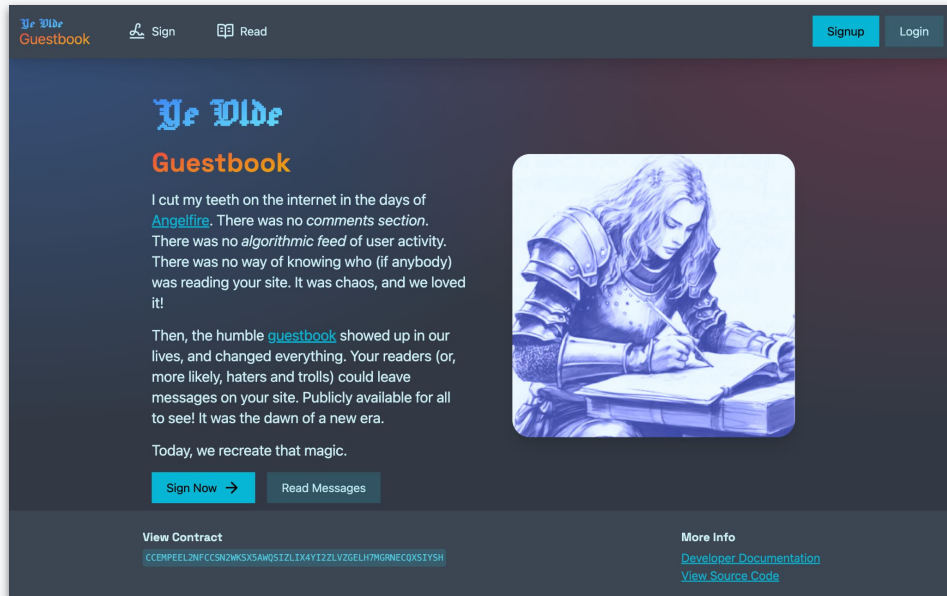 Ye Olde
Guestbook
Sign
Read
Signup
Login
Ye Olde
Guestbook
I cut my teeth on the internet in the days of
Angelfire. There was no comments section.
There was no algorithmic feed of user activity.
There was no way of knowing who (if anybody)
was reading your site. It was chaos, and we loved
it!
Then, the humble guestbook showed up in our
lives, and changed everything. Your readers (or,
more likely, haters and trolls) could leave
messages on your site. Publicly available for all
to see! It was the dawn of a new era.
Today, we recreate that magic.
Sign Now →
Read Messages
View Contract
CCEMPEEL2NFCCSN2WKSX5AWQSIZLIX4YI2ZLVZGELH7MGRNECQXSIYSH
More Info
Developer Documentation
View Source Code